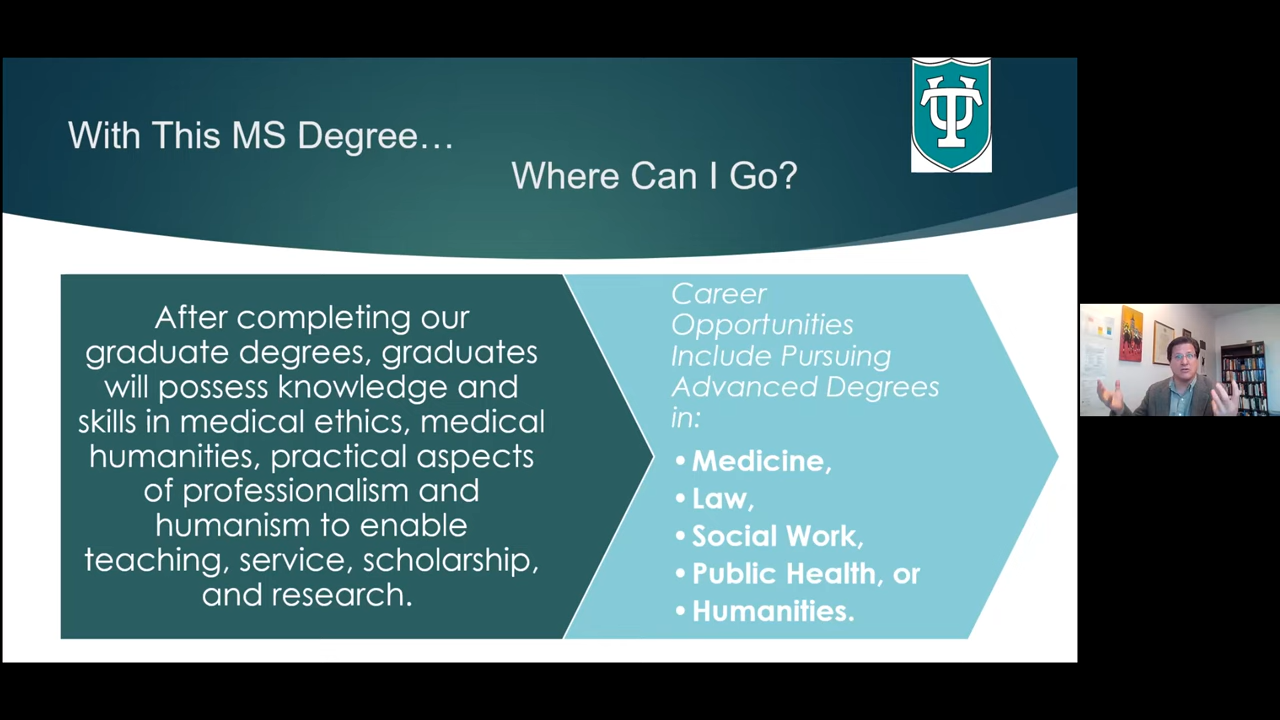 With This MS Degree…
Where Can I Go?
After completing our
graduate degrees, graduates
will possess knowledge and
skills in medical ethics, medical
humanities, practical aspects
of professionalism and
humanism to enable
teaching, service, scholarship,
and research.
Career
Opportunities
Include Pursuing
Advanced Degrees
in:
•Medicine,
•Law,
•Social Work,
•Public Health, or
•Humanities.